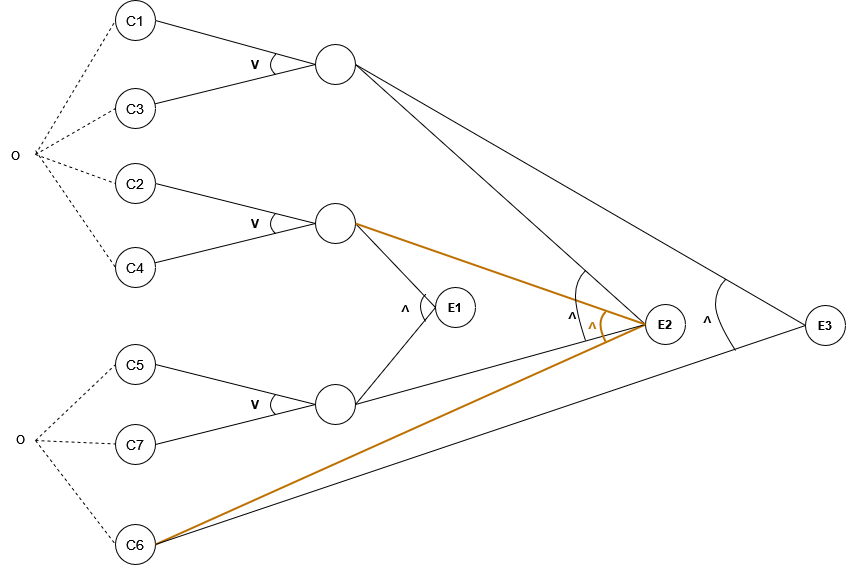 C1
V
C3
O
C2
V
C4
^
E1
^
^
E2
^
E3
C5
V
O
C7
C6